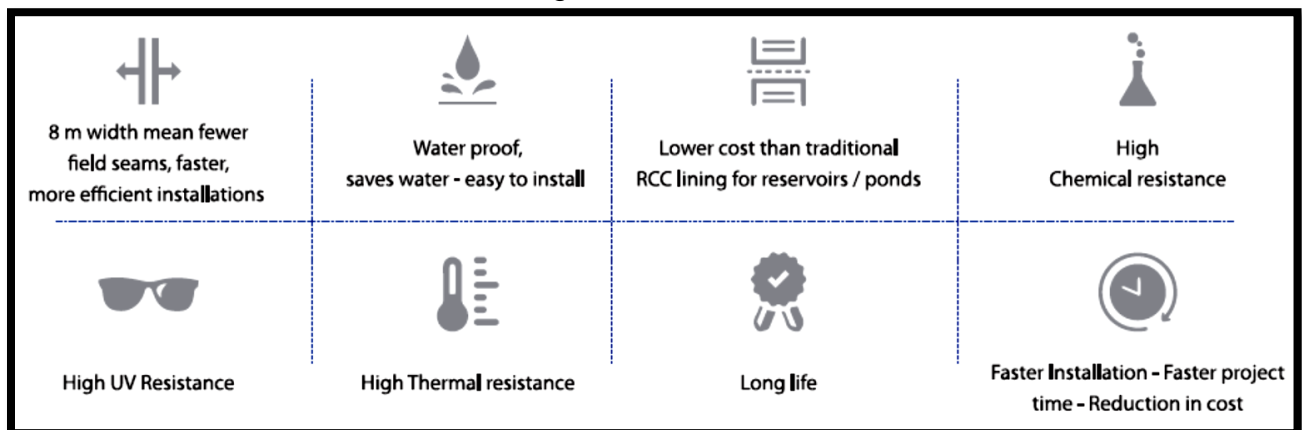 8 m width mean fewer
field seams, faster,
more efficient installations
Water proof,
saves water - easy to install
Lower cost than traditional
RCC lining for reservoirs / ponds
High
Chemical resistance
High UV Resistance
High Thermal resistance
Long life
Faster Installation - Faster project
time - Reduction in cost